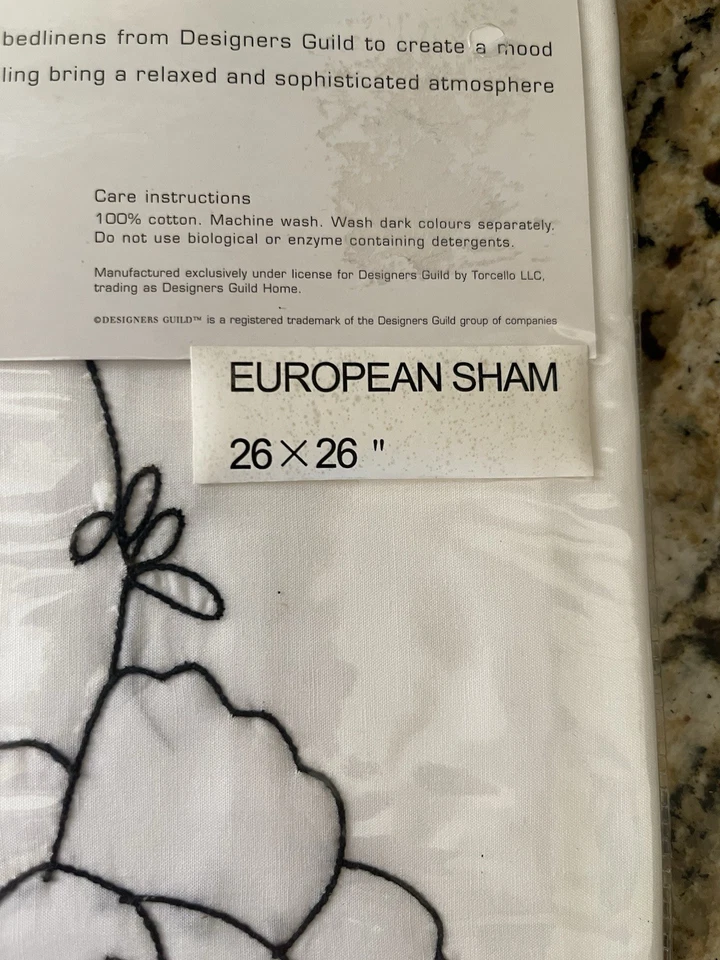 bedlinens from Designers Guild to create a mood
ling bring a relaxed and sophisticated atmosphere
Care instructions
100% cotton. Machine wash. Wash dark colours separately.
Do not use biological or enzyme containing detergents.
Manufactured exclusively under license for Designers Guild by Torcello LLC,
trading as Designers Guild Home.
©DESIGNERS GUILD™ is a registered trademark of the Designers Guild group of companies
EUROPEAN SHAM
26×26 "